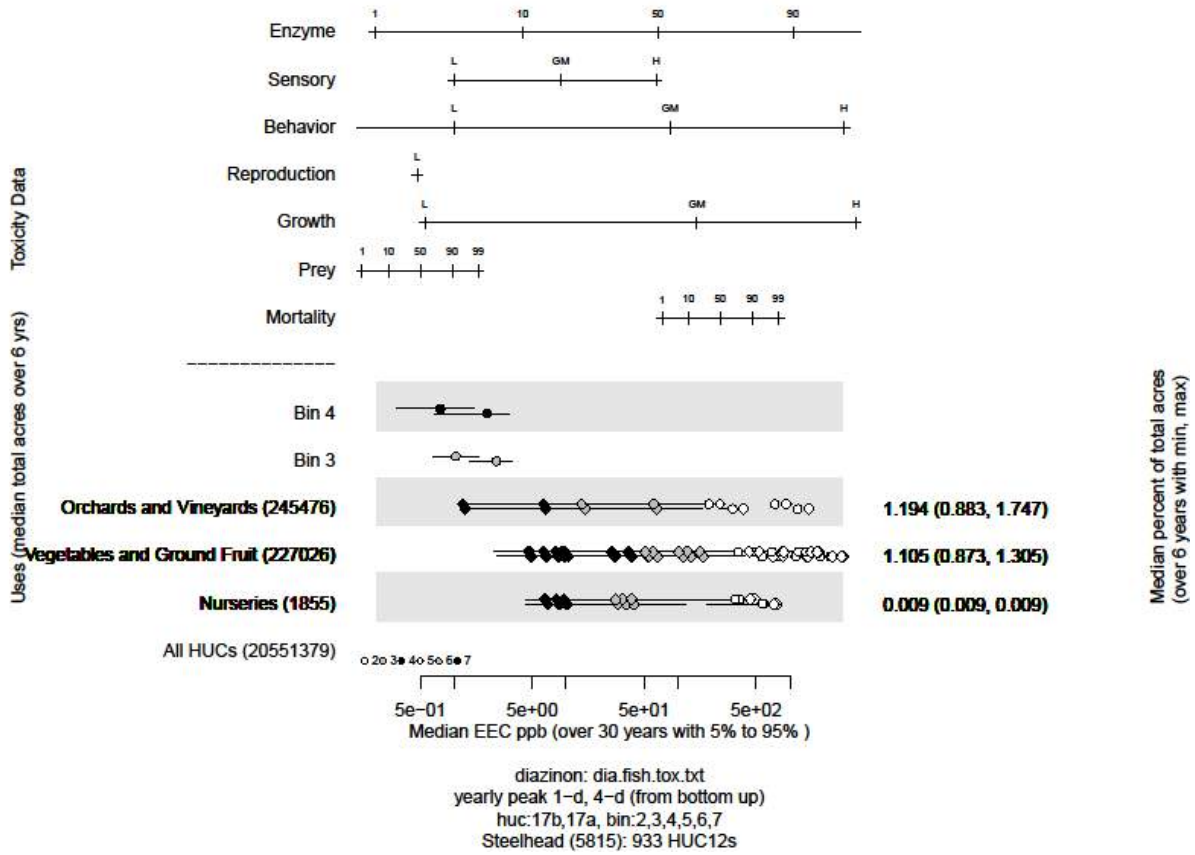 1 10 50 90
Enzyme
L GM H
Sensory
L GM H
Behavior
L
Reproduction
L GM H
Growth
1 10 50 90 99
Prey
1 10 50 90 99
Mortality
Toxicity Data
--------------
Bin 4
Bin 3
Orchards and Vineyards (245476) 1.194 (0.883, 1.747)
Vegetables and Ground Fruit (227026) 1.105 (0.873, 1.305)
Nurseries (1855) 0.009 (0.009, 0.009)
All HUCs (20551379)
2 3 4 5 6 7
Uses (median total acres over 6 yrs)
Median percent of total acres
(over 6 years with min, max)
5e−01 5e+00 5e+01 5e+02
Median EEC ppb (over 30 years with 5% to 95% )
diazinon: dia.fish.tox.txt
yearly peak 1−d, 4−d (from bottom up)
huc:17b,17a, bin:2,3,4,5,6,7
Steelhead (5815): 933 HUC12s